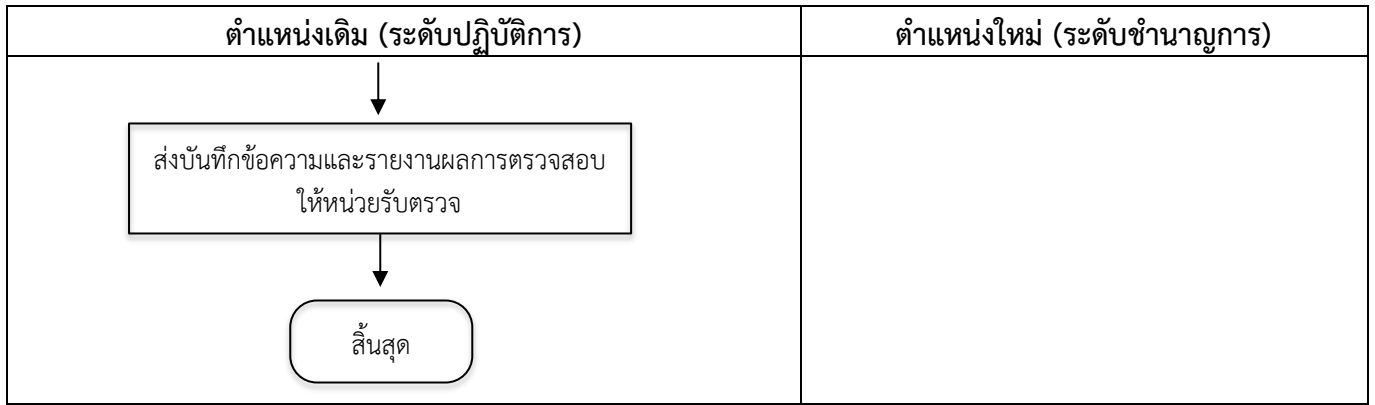 ตำแหน่งเดิม (ระดับปฏิบัติการ)
ตำแหน่งใหม่ (ระดับชำนาญการ)
ส่งบันทึกข้อความและรายงานผลการตรวจสอบ
ให้หน่วยรับตรวจ
สิ้นสุด